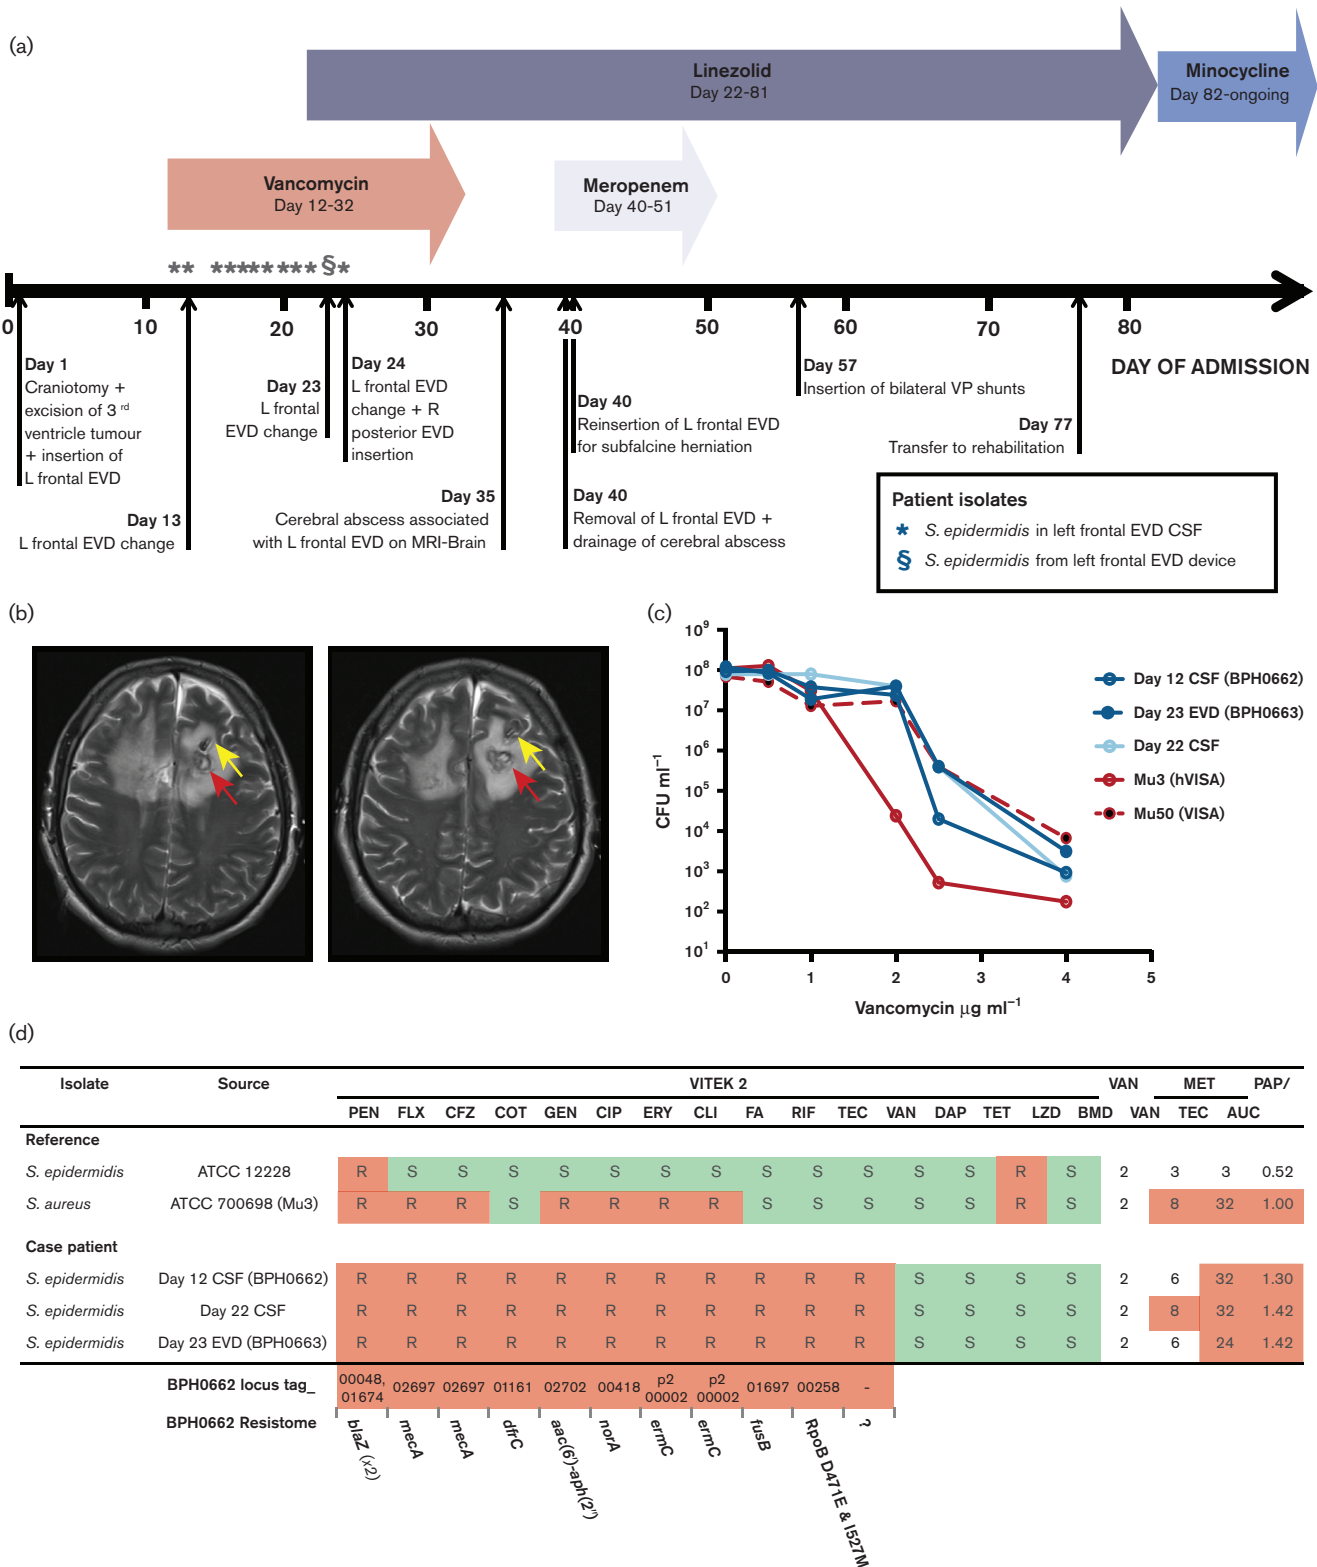 (a)
Linezolid
Day 22-81
Minocycline
Day 82-ongoing
Vancomycin
Day 12-32
Meropenem
Day 40-51
** ***** *** § *
0 10 20 30 40 50 60 70 80
DAY OF ADMISSION
Day 1
Craniotomy +
excision of 3 rd
ventricle tumour
+ insertion of
L frontal EVD
Day 13
L frontal EVD change
Day 23
L frontal
EVD change
Day 24
L frontal EVD
change + R
posterior EVD
insertion
Day 35
Cerebral abscess associated
with L frontal EVD on MRI-Brain
Day 40
Reinsertion of L frontal EVD
for subfalcine herniation
Day 40
Removal of L frontal EVD +
drainage of cerebral abscess
Day 57
Insertion of bilateral VP shunts
Day 77
Transfer to rehabilitation
Patient isolates
* S. epidermidis in left frontal EVD CSF
§ S. epidermidis from left frontal EVD device
(b)
(c)
10⁹
10⁸
10⁷
10⁶
10⁵
10⁴
10³
10²
10¹
CFU ml⁻¹
0 1 2 3 4 5
Vancomycin µg ml⁻¹
Day 12 CSF (BPH0662)
Day 23 EVD (BPH0663)
Day 22 CSF
Mu3 (hVISA)
Mu50 (VISA)
(d)
Isolate Source VITEK 2 VAN MET PAP/
PEN FLX CFZ COT GEN CIP ERY CLI FA RIF TEC VAN DAP TET LZD BMD VAN TEC AUC
Reference
S. epidermidis ATCC 12228 R S S S S S S S S S S S S R S 2 3 3 0.52
S. aureus ATCC 700698 (Mu3) R R R S R R R R S S S S S R S 2 8 32 1.00
Case patient
S. epidermidis Day 12 CSF (BPH0662) R R R R R R R R R R R S S S S 2 6 32 1.30
S. epidermidis Day 22 CSF R R R R R R R R R R R S S S S 2 8 32 1.42
S. epidermidis Day 23 EVD (BPH0663) R R R R R R R R R R R S S S S 2 6 24 1.42
BPH0662 locus tag_ 00048, 01674 02697 02697 01161 02702 00418 p2 00002 p2 00002 01697 00258 -
BPH0662 Resistome blaZ (x2) mecA mecA dfrC aac(6')-aph(2'') norA ermC ermC fusB RpoB D471E & I527M ?